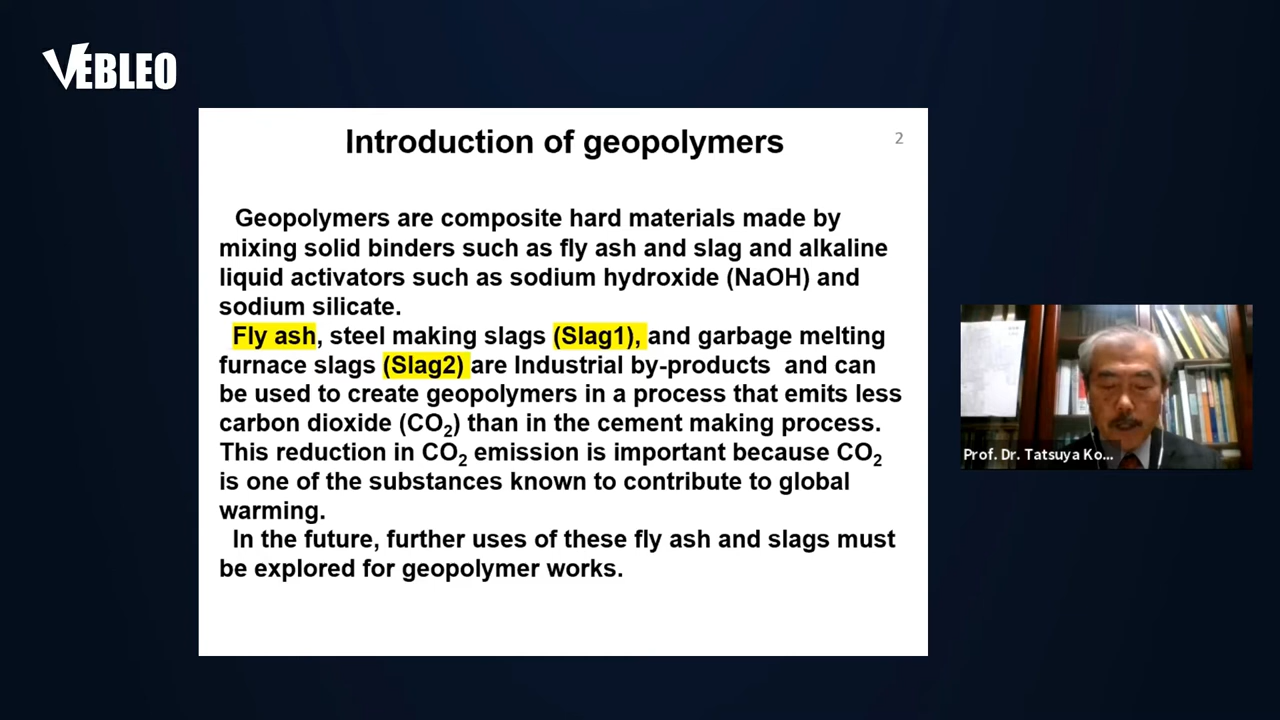 VEBLEO
Introduction of geopolymers
2
Geopolymers are composite hard materials made by
mixing solid binders such as fly ash and slag and alkaline
liquid activators such as sodium hydroxide (NaOH) and
sodium silicate.
Fly ash, steel making slags (Slag1), and garbage melting
furnace slags (Slag2) are Industrial by-products and can
be used to create geopolymers in a process that emits less
carbon dioxide (CO₂) than in the cement making process.
This reduction in CO₂ emission is important because CO₂
is one of the substances known to contribute to global
warming.
In the future, further uses of these fly ash and slags must
be explored for geopolymer works.
Prof. Dr. Tatsuya Ko...